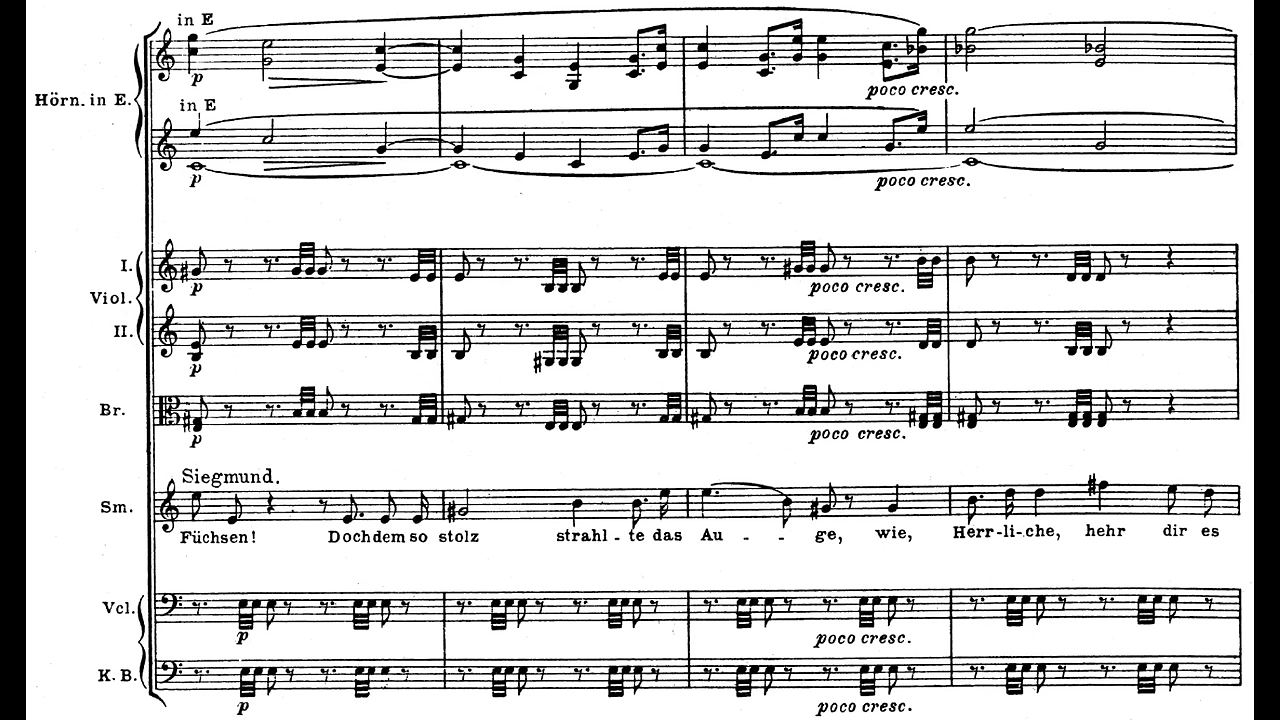 in E
p
Hörn. in E.
in E
p
poco cresc.
poco cresc.
I.
p
poco cresc.
Viol.
II.
p
poco cresc.
Br.
p
poco cresc.
Siegmund.
Sm.
Füchsen! Doch dem so stolz strahl - te das Au - - ge, wie, Herr-li-che, hehr dir es
Vcl.
p
poco cresc.
K. B.
p
poco cresc.